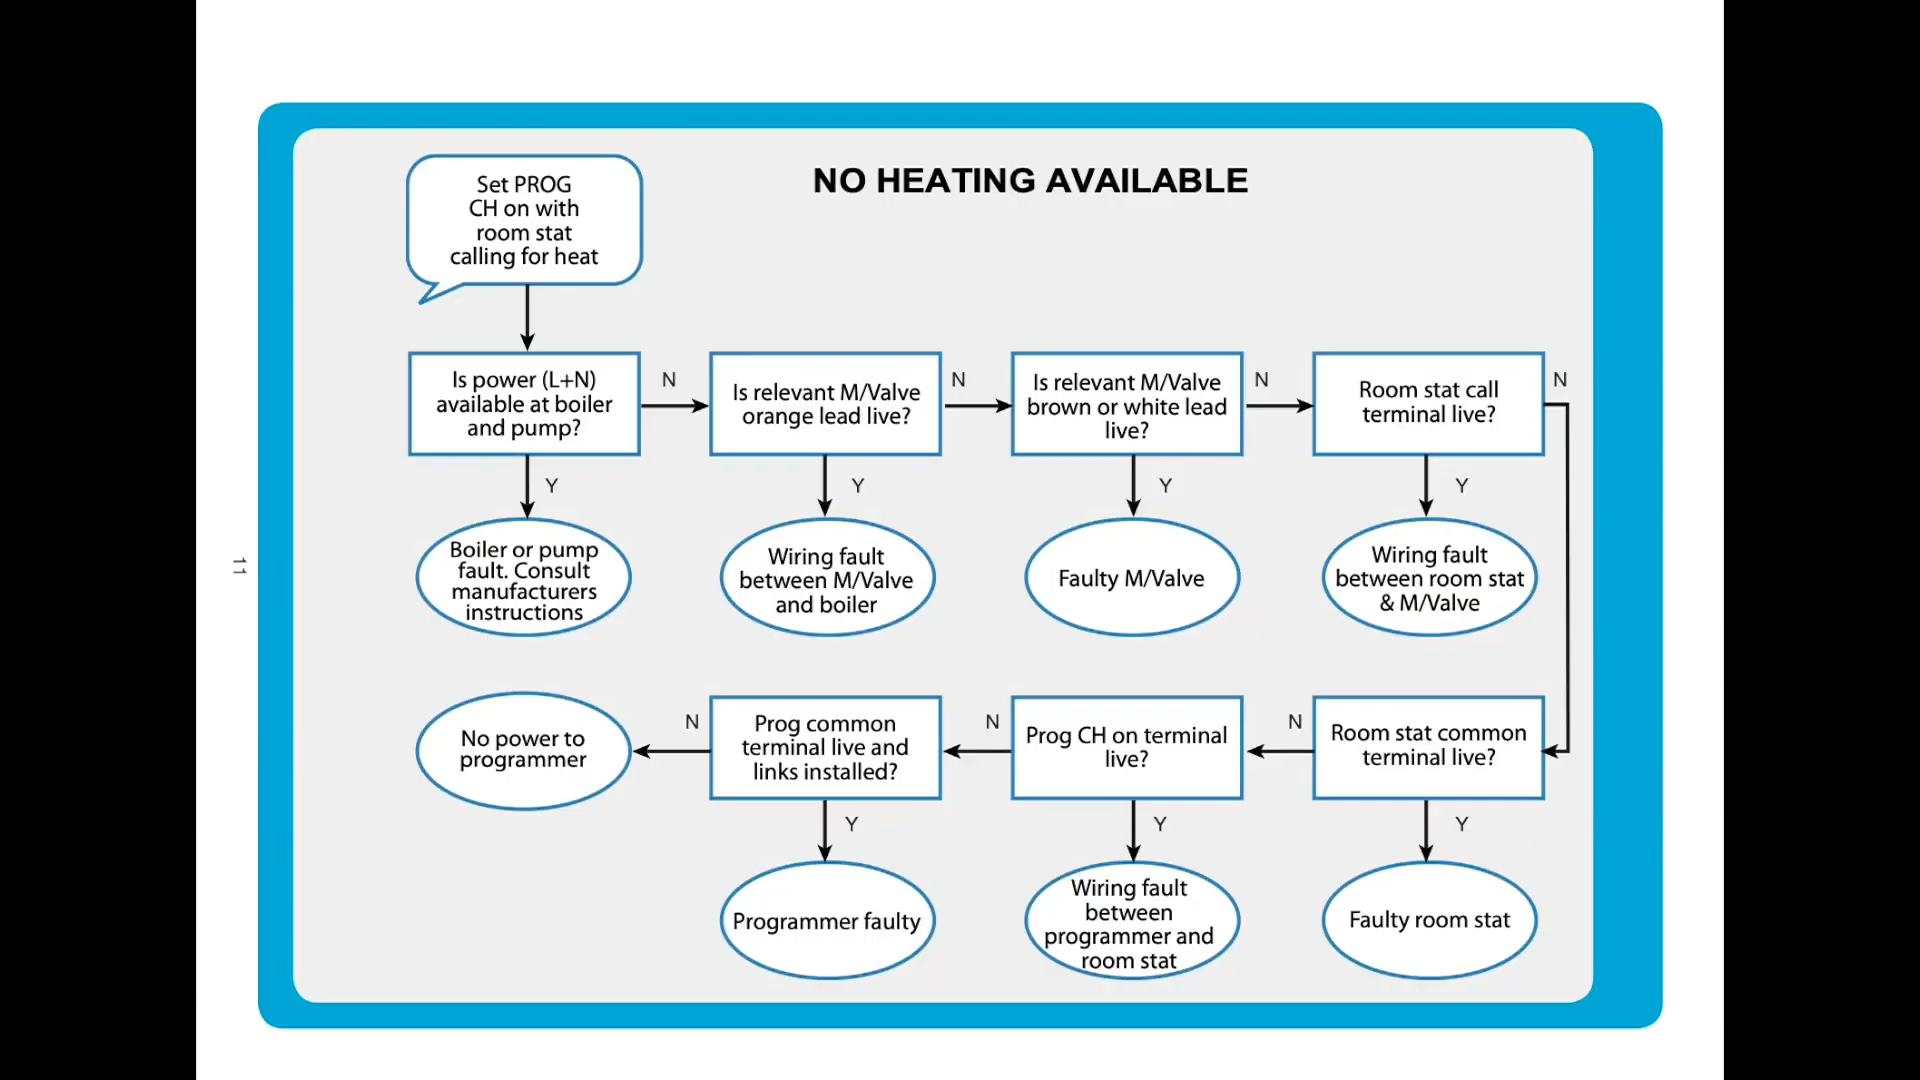 NO HEATING AVAILABLE
Set PROG
CH on with
room stat
calling for heat
Is power (L+N)
available at boiler
and pump?
N
Is relevant M/Valve
orange lead live?
N
Is relevant M/Valve
brown or white lead
live?
N
Room stat call
terminal live?
N
Y
Y
Y
Y
Boiler or pump
fault. Consult
manufacturers
instructions
Wiring fault
between M/Valve
and boiler
Faulty M/Valve
Wiring fault
between room stat
& M/Valve
11
No power to
programmer
N
Prog common
terminal live and
links installed?
N
Prog CH on terminal
live?
N
Room stat common
terminal live?
Y
Y
Y
Programmer faulty
Wiring fault
between
programmer and
room stat
Faulty room stat